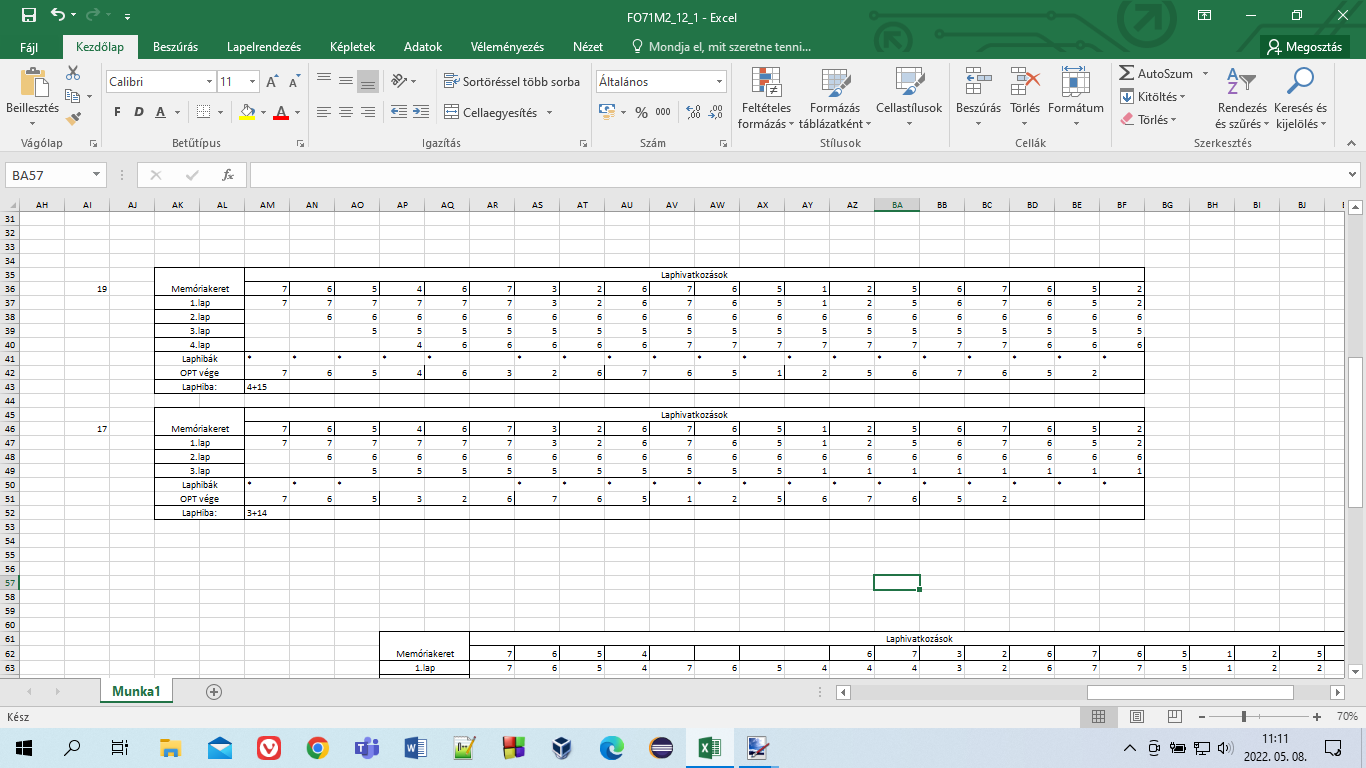 FO71M2_12_1 - Excel
Fájl Kezdőlap Beszúrás Lapelrendezés Képletek Adatok Véleményezés Nézet Mondja el, mit szeretne tenni... Megosztás
Beillesztés
Vágólap
Calibri 11
F D A
Betűtípus
Sortöréssel több sorba
Cellaegyesítés
Igazítás
Általános
% 000
Szám
Feltételes formázás
Formázás táblázatként
Cellastílusok
Stílusok
Beszúrás Törlés Formátum
Cellák
AutoSzum
Kitöltés
Törlés
Rendezés és szűrés
Keresés és kijelölés
Szerkesztés
BA57 fx
AH AI AJ AK AL AM AN AO AP AQ AR AS AT AU AV AW AX AY AZ BA BB BC BD BE BF BG BH BI BJ
31
32
33
34
35 Laphivatkozások
36 19 Memóriakeret 7 6 5 4 6 7 3 2 6 7 6 5 1 2 5 6 7 6 5 2
37 1.lap 7 7 7 7 7 7 3 2 6 7 6 5 1 2 5 6 7 6 5 2
38 2.lap 6 6 6 6 6 6 6 6 6 6 6 6 6 6 6 6 6 6 6
39 3.lap 5 5 5 5 5 5 5 5 5 5 5 5 5 5 5 5 5 5
40 4.lap 4 6 6 6 6 6 7 7 7 7 7 7 7 7 6 6 6
41 Laphibák * * * * * * * * * * * * * * * * * * *
42 OPT vége 7 6 5 4 6 3 2 6 7 6 5 1 2 5 6 7 6 5 2
43 LapHiba: 4+15
44
45 Laphivatkozások
46 17 Memóriakeret 7 6 5 4 6 7 3 2 6 7 6 5 1 2 5 6 7 6 5 2
47 1.lap 7 7 7 7 7 7 3 2 6 7 6 5 1 2 5 6 7 6 5 2
48 2.lap 6 6 6 6 6 6 6 6 6 6 6 6 6 6 6 6 6 6 6
49 3.lap 5 5 5 5 5 5 5 5 5 5 1 1 1 1 1 1 1 1
50 Laphibák * * * * * * * * * * * * * * * * *
51 OPT vége 7 6 5 3 2 6 7 6 5 1 2 5 6 7 6 5 2
52 LapHiba: 3+14
53
54
55
56
57
58
59
60
61 Laphivatkozások
62 Memóriakeret 7 6 5 4 6 7 3 2 6 7 6 5 1 2 5
63 1.lap 7 6 5 4 7 6 5 4 4 4 3 2 6 7 7 5 1 2 2
Munka1
Kész 70%
11:11
2022. 05. 08.